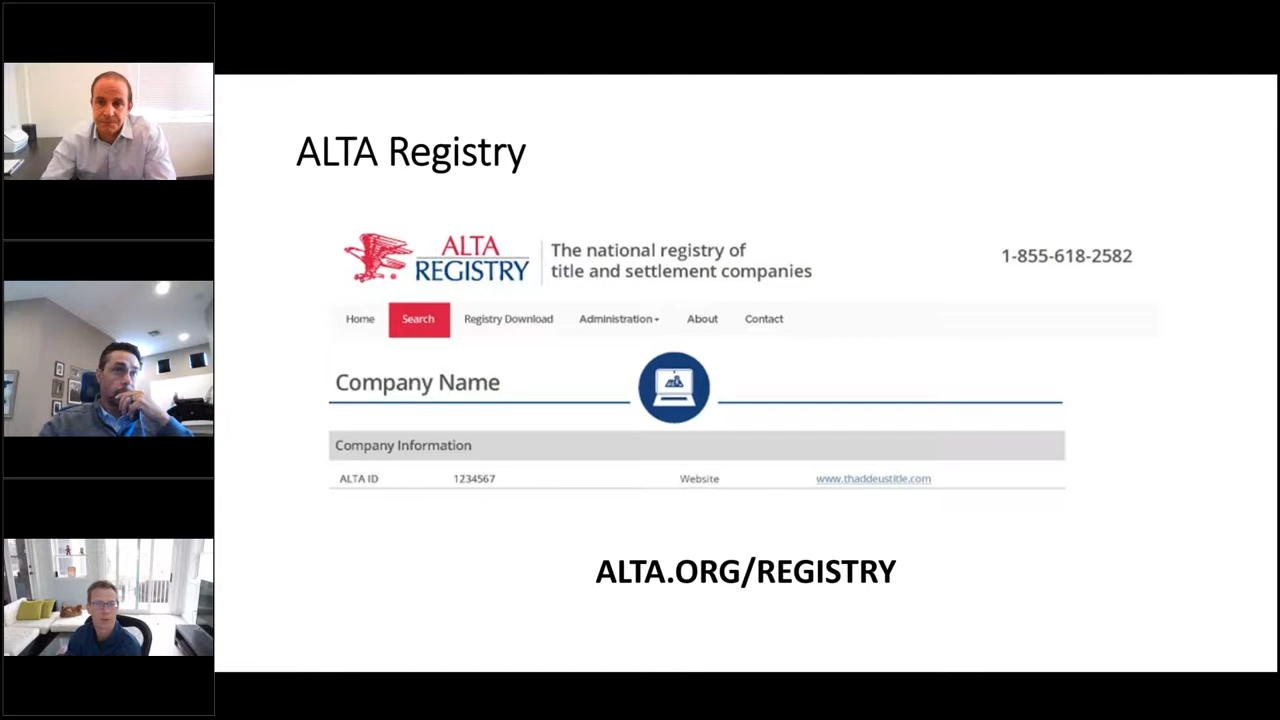 ALTA Registry
ALTA
REGISTRY
The national registry of
title and settlement companies
1-855-618-2582
Home Search Registry Download Administration About Contact
Company Name
Company Information
ALTA ID 1234567 Website www.thaddeustitle.com
ALTA.ORG/REGISTRY